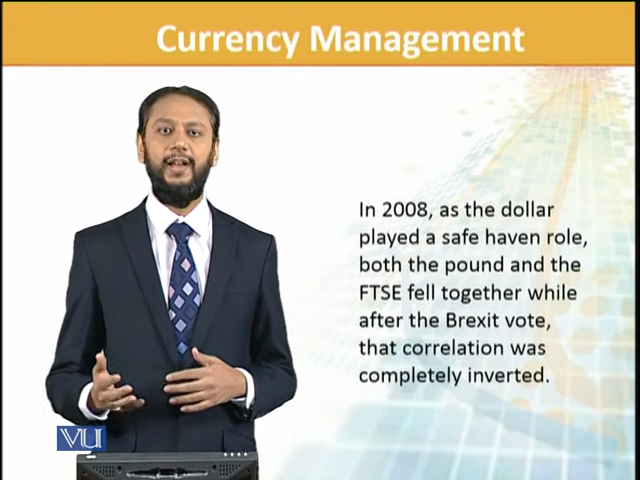 Currency Management
In 2008, as the dollar
played a safe haven role,
both the pound and the
FTSE fell together while
after the Brexit vote,
that correlation was
completely inverted.
VU